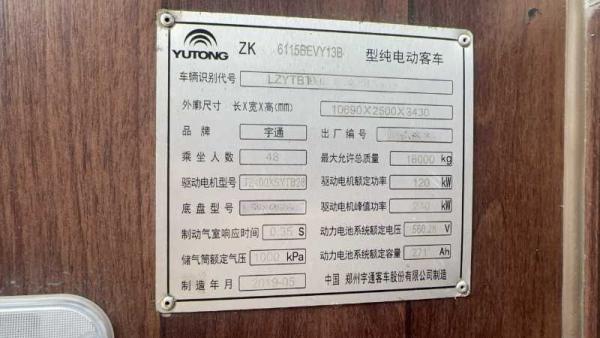 YUTONG ZK 6115BEVY13B 型纯电动客车
车辆识别代号 LZYTB1
外廓尺寸 长X宽X高(mm) 10690X2500X3430
品牌 宇通 出厂编号
乘坐人数 48 最大允许总质量 18000 kg
驱动电机型号 驱动电机额定功率 120 kW
底盘型号 驱动电机峰值功率 kW
制动气室响应时间 0.35 S 动力电池系统额定电压 V
储气筒额定气压 1000 kPa 动力电池系统额定容量 271 Ah
制造年月 2019-05 中国 郑州宇通客车股份有限公司制造